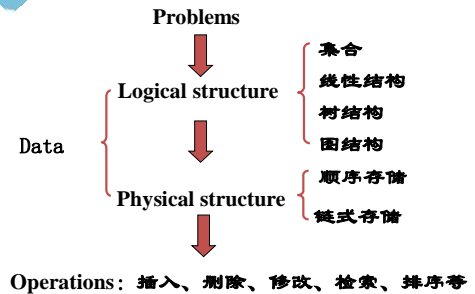 Problems
集合
线性结构
Logical structure
树结构
图结构
Data
顺序存储
Physical structure
链式存储
Operations：插入、删除、修改、检索、排序等